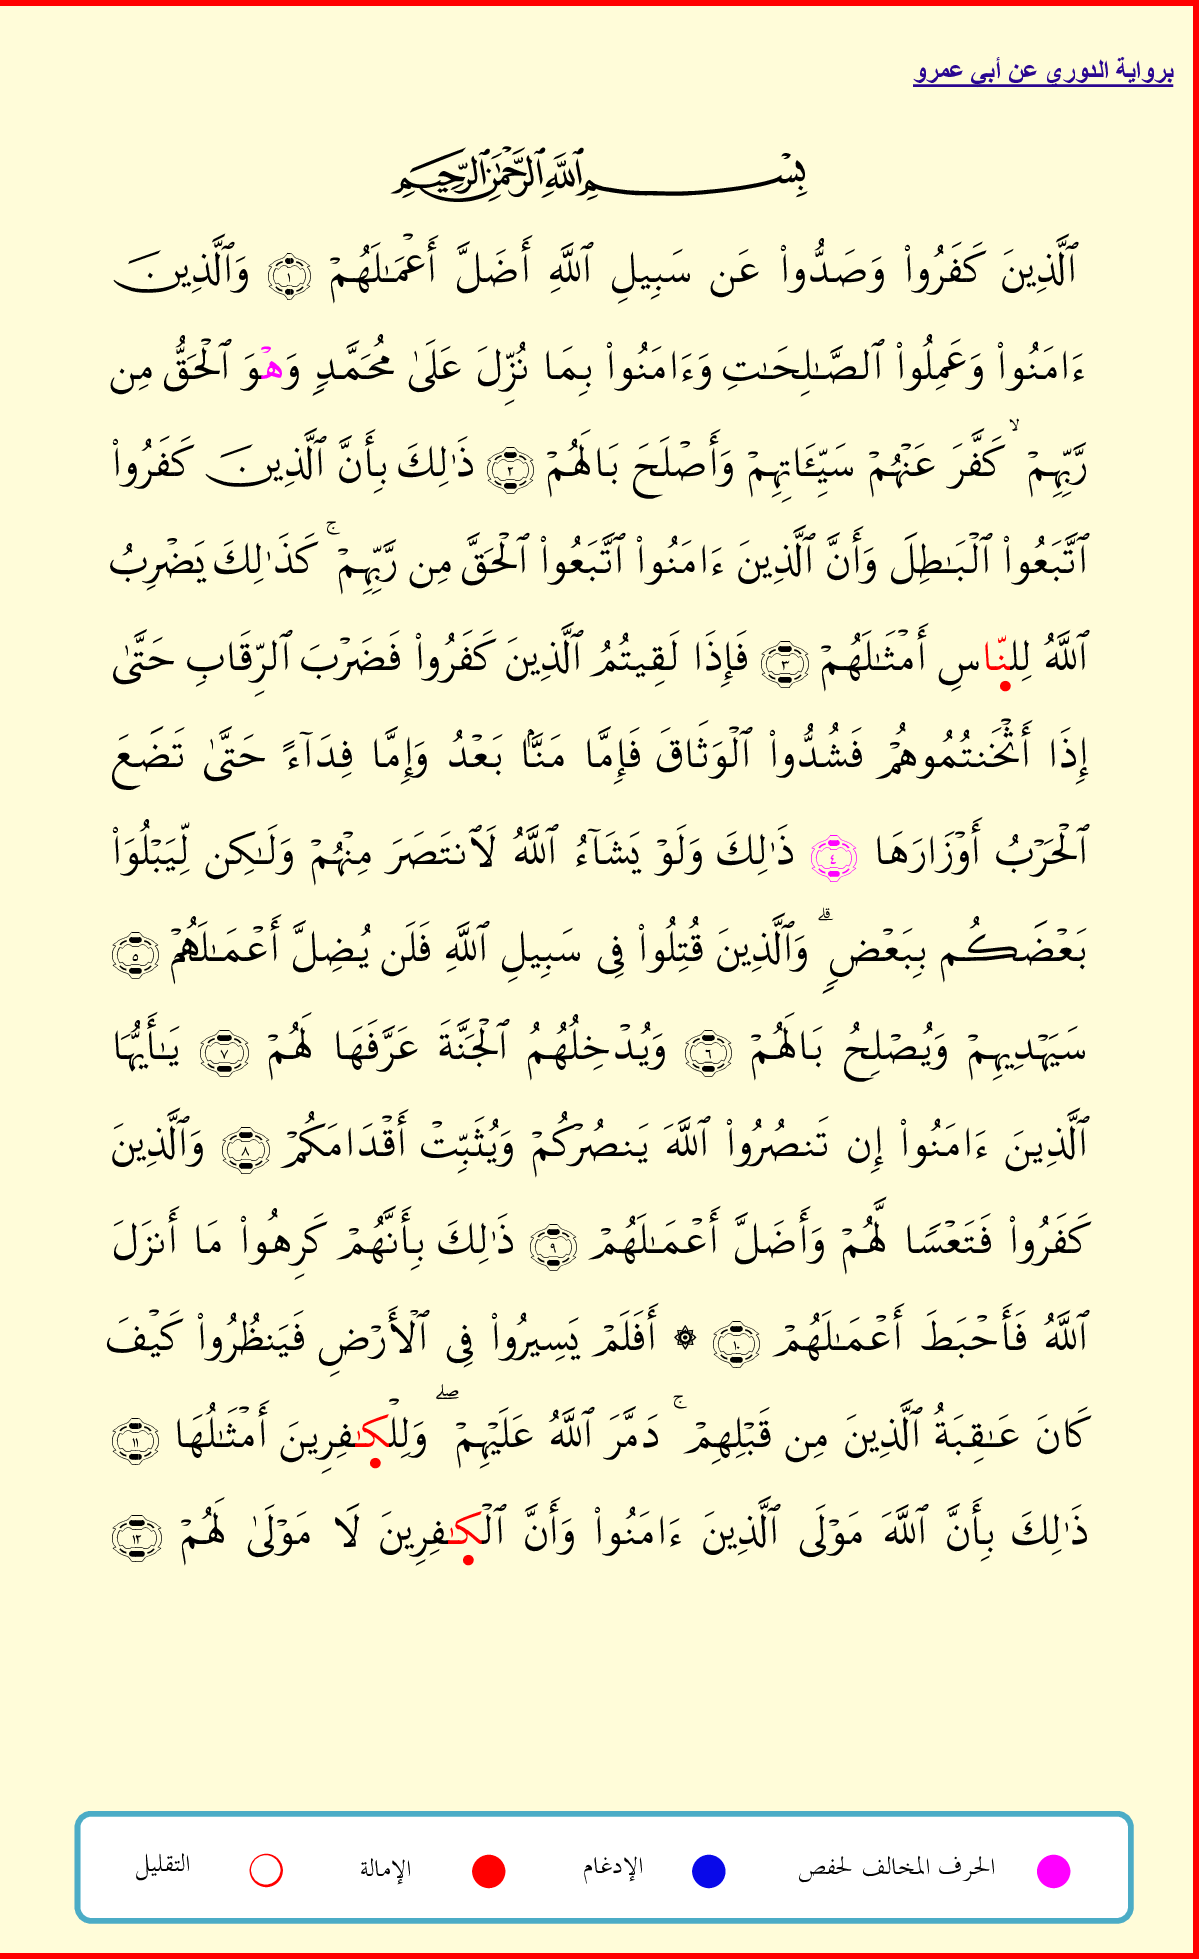 برواية الدوري عن أبي عمرو
بِسْمِ ٱللَّهِ ٱلرَّحْمَٰنِ ٱلرَّحِيمِ
ٱلَّذِينَ كَفَرُوا۟ وَصَدُّوا۟ عَن سَبِيلِ ٱللَّهِ أَضَلَّ أَعْمَٰلَهُمْ ١ وَٱلَّذِينَ
ءَامَنُوا۟ وَعَمِلُوا۟ ٱلصَّٰلِحَٰتِ وَءَامَنُوا۟ بِمَا نُزِّلَ عَلَىٰ مُحَمَّدٍ وَهْوَ ٱلْحَقُّ مِن
رَّبِّهِمْ ۙ كَفَّرَ عَنْهُمْ سَيِّـَٔاتِهِمْ وَأَصْلَحَ بَالَهُمْ ٢ ذَٰلِكَ بِأَنَّ ٱلَّذِينَ كَفَرُوا۟
ٱتَّبَعُوا۟ ٱلْبَٰطِلَ وَأَنَّ ٱلَّذِينَ ءَامَنُوا۟ ٱتَّبَعُوا۟ ٱلْحَقَّ مِن رَّبِّهِمْ ۚ كَذَٰلِكَ يَضْرِبُ
ٱللَّهُ لِلنَّاسِ أَمْثَٰلَهُمْ ٣ فَإِذَا لَقِيتُمُ ٱلَّذِينَ كَفَرُوا۟ فَضَرْبَ ٱلرِّقَابِ حَتَّىٰ
إِذَا أَثْخَنتُمُوهُمْ فَشُدُّوا۟ ٱلْوَثَاقَ فَإِمَّا مَنًّۢا بَعْدُ وَإِمَّا فِدَآءً حَتَّىٰ تَضَعَ
ٱلْحَرْبُ أَوْزَارَهَا ٤ ذَٰلِكَ وَلَوْ يَشَآءُ ٱللَّهُ لَٱنتَصَرَ مِنْهُمْ وَلَٰكِن لِّيَبْلُوَا۟
بَعْضَكُم بِبَعْضٍ ۗ وَٱلَّذِينَ قُتِلُوا۟ فِى سَبِيلِ ٱللَّهِ فَلَن يُضِلَّ أَعْمَٰلَهُمْ ٥
سَيَهْدِيهِمْ وَيُصْلِحُ بَالَهُمْ ٦ وَيُدْخِلُهُمُ ٱلْجَنَّةَ عَرَّفَهَا لَهُمْ ٧ يَٰأَيُّهَا
ٱلَّذِينَ ءَامَنُوا۟ إِن تَنصُرُوا۟ ٱللَّهَ يَنصُرْكُمْ وَيُثَبِّتْ أَقْدَامَكُمْ ٨ وَٱلَّذِينَ
كَفَرُوا۟ فَتَعْسًا لَّهُمْ وَأَضَلَّ أَعْمَٰلَهُمْ ٩ ذَٰلِكَ بِأَنَّهُمْ كَرِهُوا۟ مَا أَنزَلَ
ٱللَّهُ فَأَحْبَطَ أَعْمَٰلَهُمْ ١٠ ۞ أَفَلَمْ يَسِيرُوا۟ فِى ٱلْأَرْضِ فَيَنظُرُوا۟ كَيْفَ
كَانَ عَٰقِبَةُ ٱلَّذِينَ مِن قَبْلِهِمْ ۚ دَمَّرَ ٱللَّهُ عَلَيْهِمْ ۖ وَلِلْكَٰفِرِينَ أَمْثَٰلُهَا ١١
ذَٰلِكَ بِأَنَّ ٱللَّهَ مَوْلَى ٱلَّذِينَ ءَامَنُوا۟ وَأَنَّ ٱلْكَٰفِرِينَ لَا مَوْلَىٰ لَهُمْ ١٢
الحرف المخالف لحفص الإدغام الإمالة التقليل